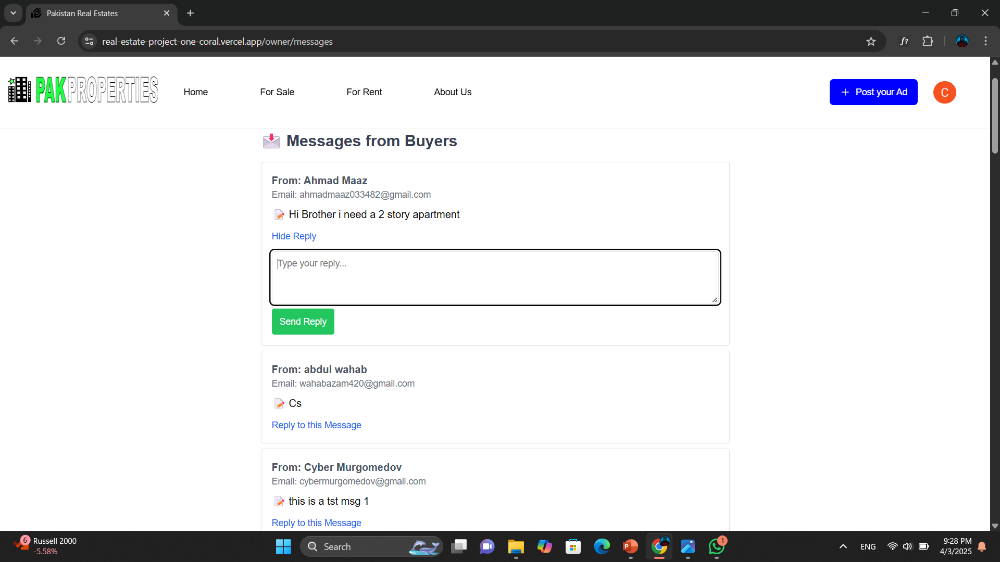 Pakistan Real Estates
real-estate-project-one-coral.vercel.app/owner/messages
f?
PAKPROPERTIES
Home
For Sale
For Rent
About Us
+ Post your Ad
C
Messages from Buyers
From: Ahmad Maaz
Email: ahmadmaaz033482@gmail.com
Hi Brother i need a 2 story apartment
Hide Reply
Type your reply...
Send Reply
From: abdul wahab
Email: wahabazam420@gmail.com
Cs
Reply to this Message
From: Cyber Murgomedov
Email: cybermurgomedov@gmail.com
this is a tst msg 1
Reply to this Message
6
Russell 2000
-5.58%
Search
P
1
ENG
9:28 PM
4/3/2025